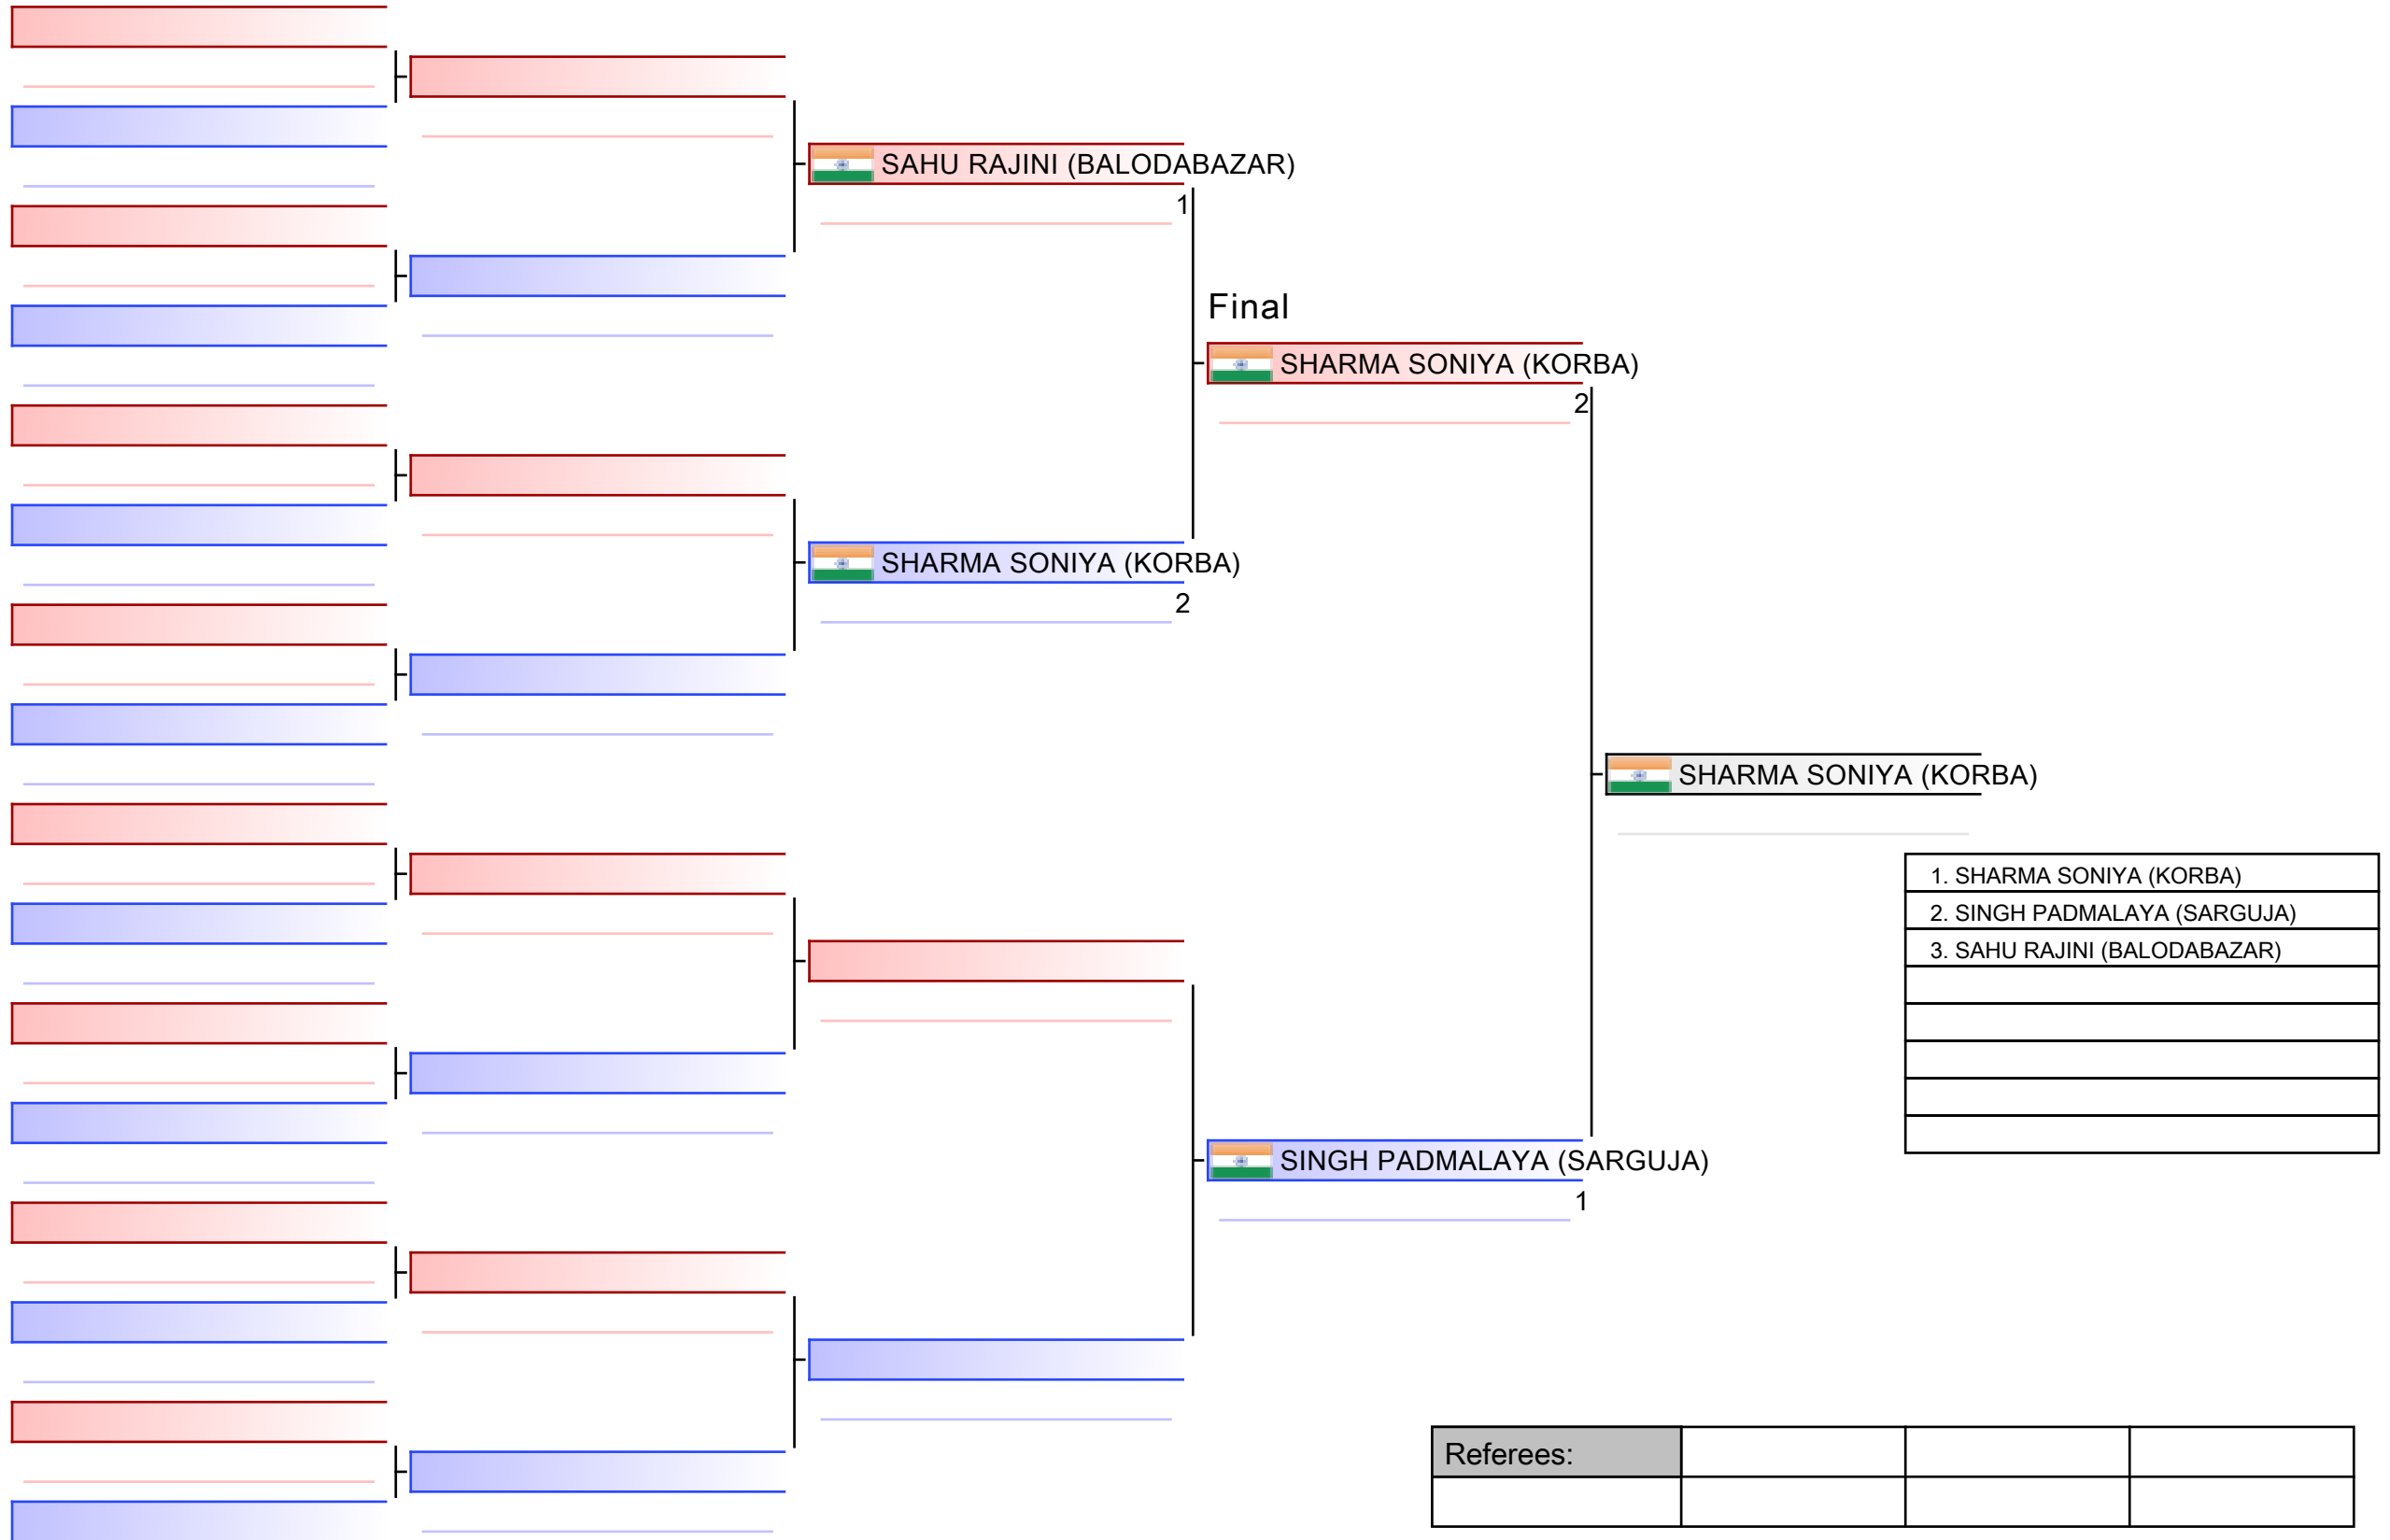 SAHU RAJINI (BALODABAZAR)
1
Final
SHARMA SONIYA (KORBA)
2
SHARMA SONIYA (KORBA)
2
SHARMA SONIYA (KORBA)
1. SHARMA SONIYA (KORBA)
2. SINGH PADMALAYA (SARGUJA)
3. SAHU RAJINI (BALODABAZAR)
SINGH PADMALAYA (SARGUJA)
1
Referees: